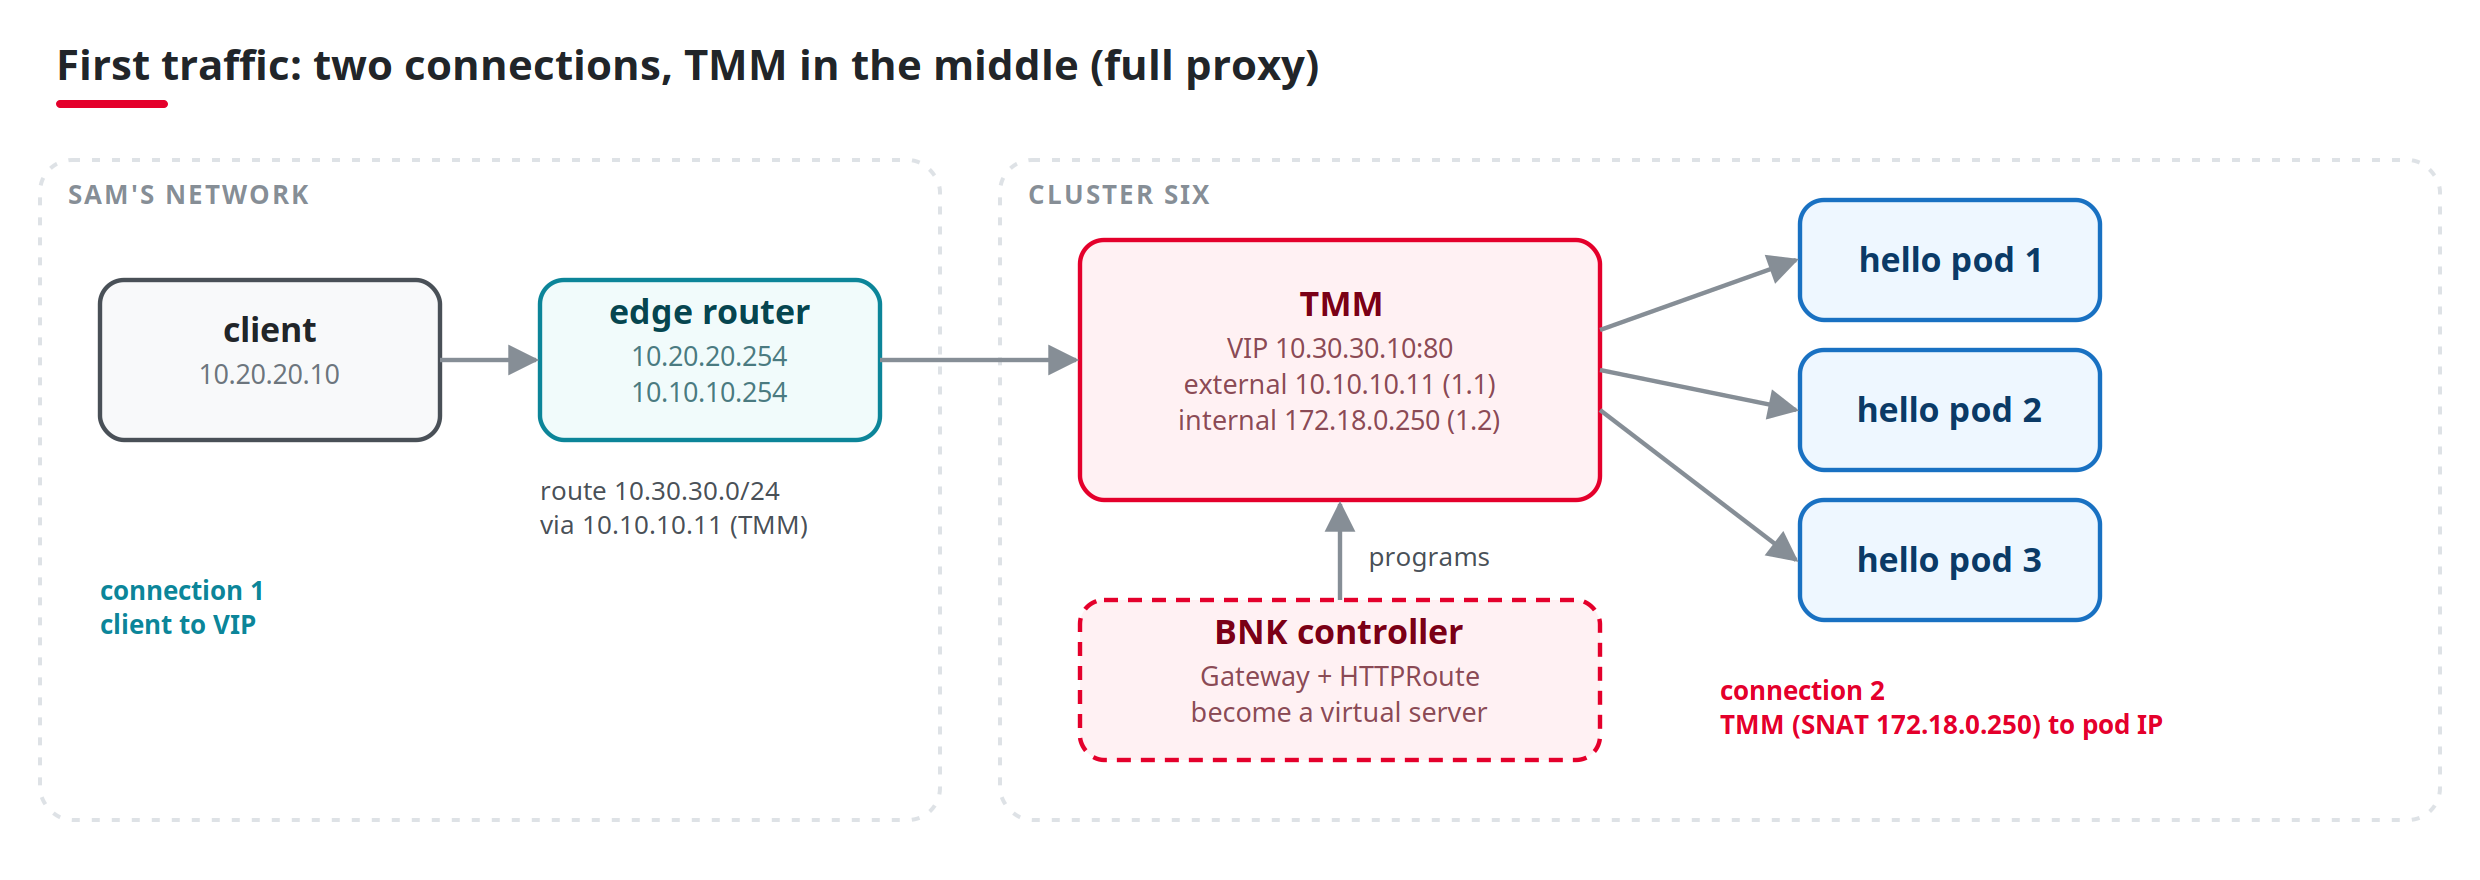 First traffic: two connections, TMM in the middle (full proxy)
SAM'S NETWORK
client
10.20.20.10
edge router
10.20.20.254
10.10.10.254
route 10.30.30.0/24
via 10.10.10.11 (TMM)
connection 1
client to VIP
CLUSTER SIX
TMM
VIP 10.30.30.10:80
external 10.10.10.11 (1.1)
internal 172.18.0.250 (1.2)
programs
BNK controller
Gateway + HTTPRoute
become a virtual server
hello pod 1
hello pod 2
hello pod 3
connection 2
TMM (SNAT 172.18.0.250) to pod IP